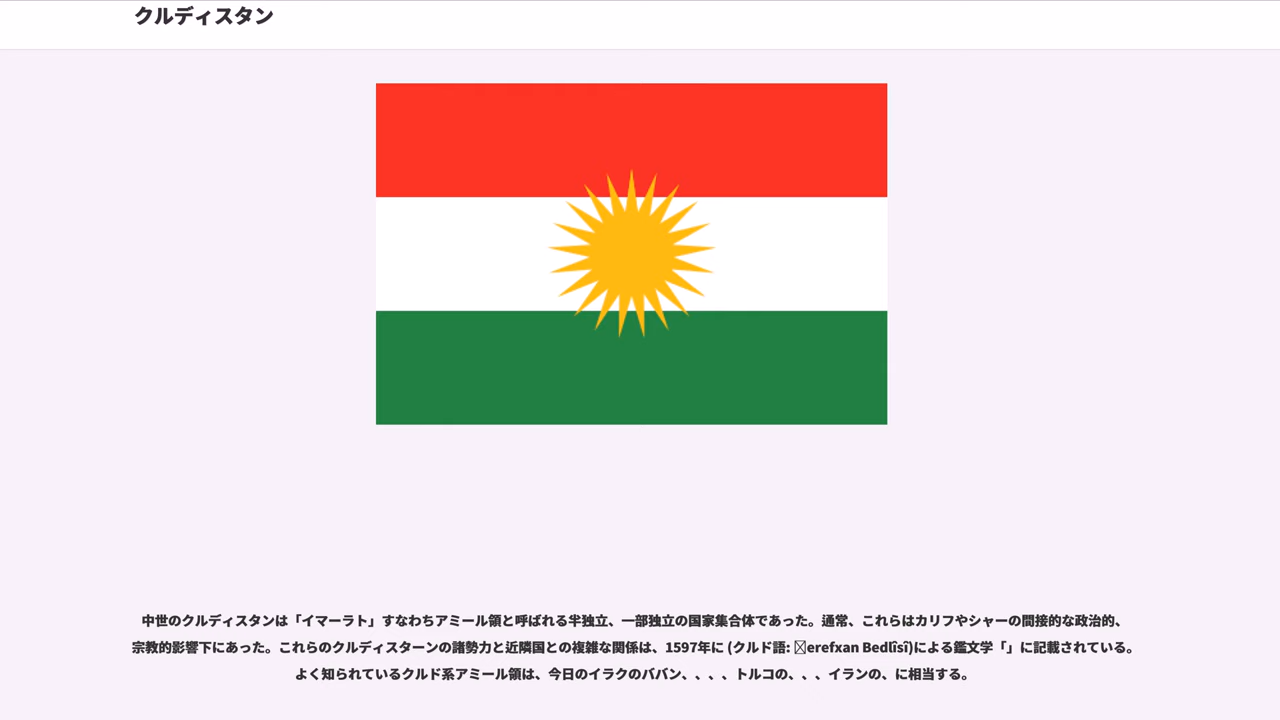 クルディスタン
中世のクルディスタンは「イマーラト」すなわちアミール領と呼ばれる半独立、一部独立の国家集合体であった。通常、これらはカリフやシャーの間接的な政治的、
宗教的影響下にあった。これらのクルディスターンの諸勢力と近隣国との複雑な関係は、1597年に (クルド語: erefxan Bedlîsî)による鑑文学「」に記載されている。
よく知られているクルド系アミール領は、今日のイラクのババン、、、、トルコの、、、イランの、に相当する。